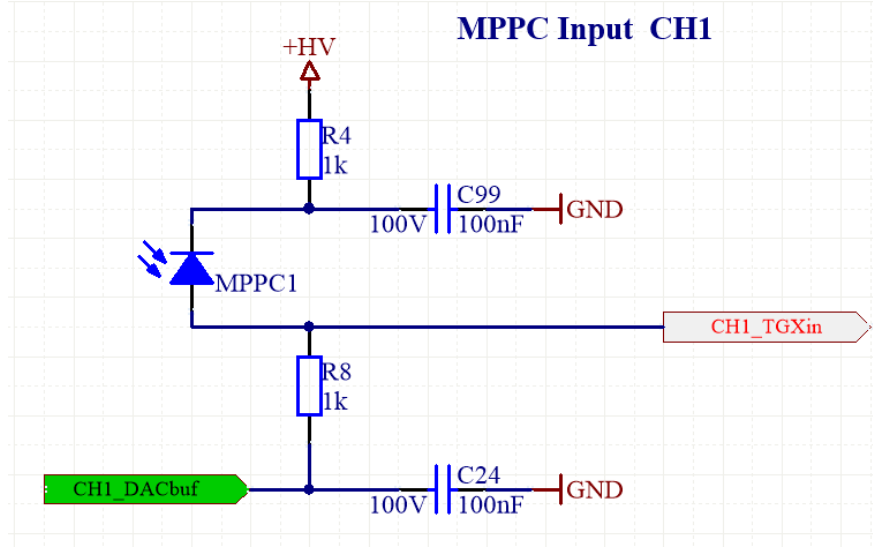 MPPC Input  CH1
+HV
R4
1k
C99
100V
100nF
GND
MPPC1
CH1_TGXin
R8
1k
CH1_DACbuf
C24
100V
100nF
GND